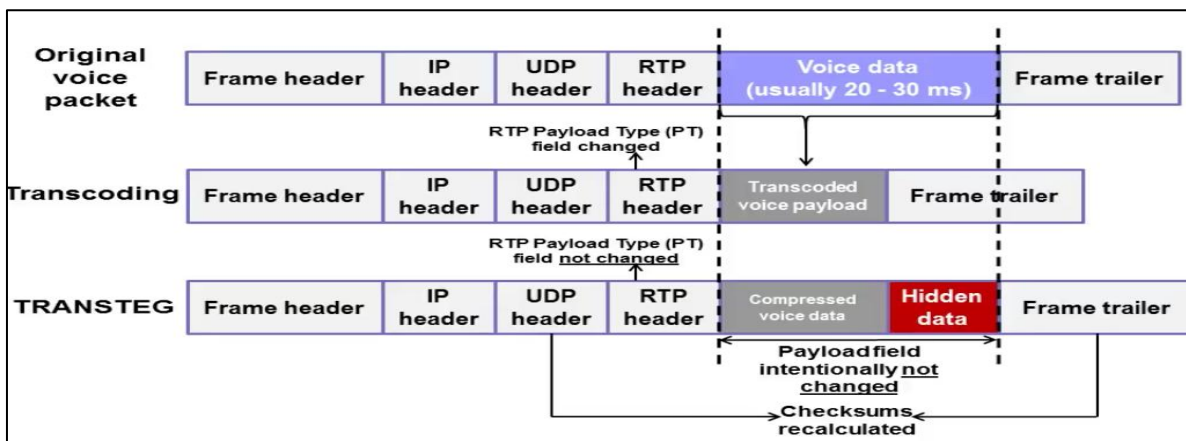 Original
voice
packet
Frame header
IP
header
UDP
header
RTP
header
Voice data
(usually 20 - 30 ms)
Frame trailer
RTP Payload Type (PT)
field changed
Transcoding
Frame header
IP
header
UDP
header
RTP
header
Transcoded
voice payload
Frame trailer
RTP Payload Type (PT)
field not changed
TRANSTEG
Frame header
IP
header
UDP
header
RTP
header
Compressed
voice data
Hidden
data
Frame trailer
Payload field
intentionally not
changed
Checksums
recalculated